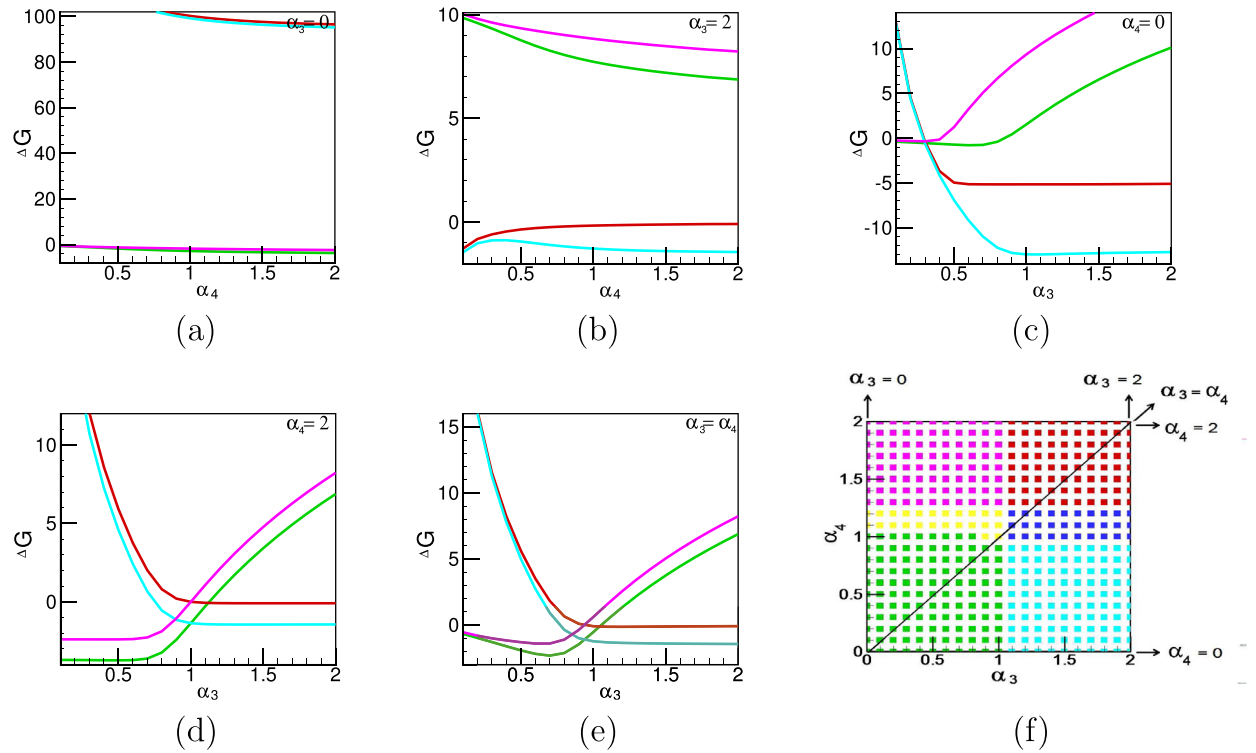 α₃= 0
100
80
60
ΔG
40
20
0
0.5 1 1.5 2
α₄
(a)
α₃= 2
10
ΔG
5
0
0.5 1 1.5 2
α₄
(b)
α₄= 0
10
5
ΔG
0
-5
-10
0.5 1 1.5 2
α₃
(c)
α₄= 2
10
ΔG
5
0
0.5 1 1.5 2
α₃
(d)
α₃= α₄
15
10
ΔG
5
0
0.5 1 1.5 2
α₃
(e)
α₃ = 0
α₃ = 2
α₃ = α₄
α₄ = 2
2
1.5
α₄
1
0.5
0
α₄ = 0
0 0.5 1 1.5 2
α₃
(f)